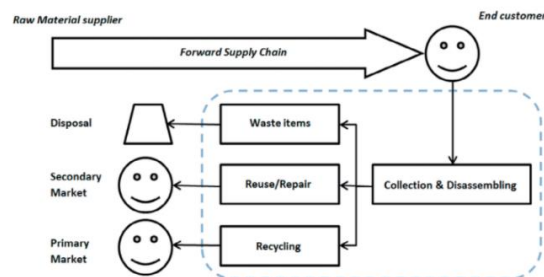 Raw Material supplier
End customer
Forward Supply Chain
Disposal
Waste items
Secondary
Market
Reuse/Repair
Collection & Disassembling
Primary
Market
Recycling